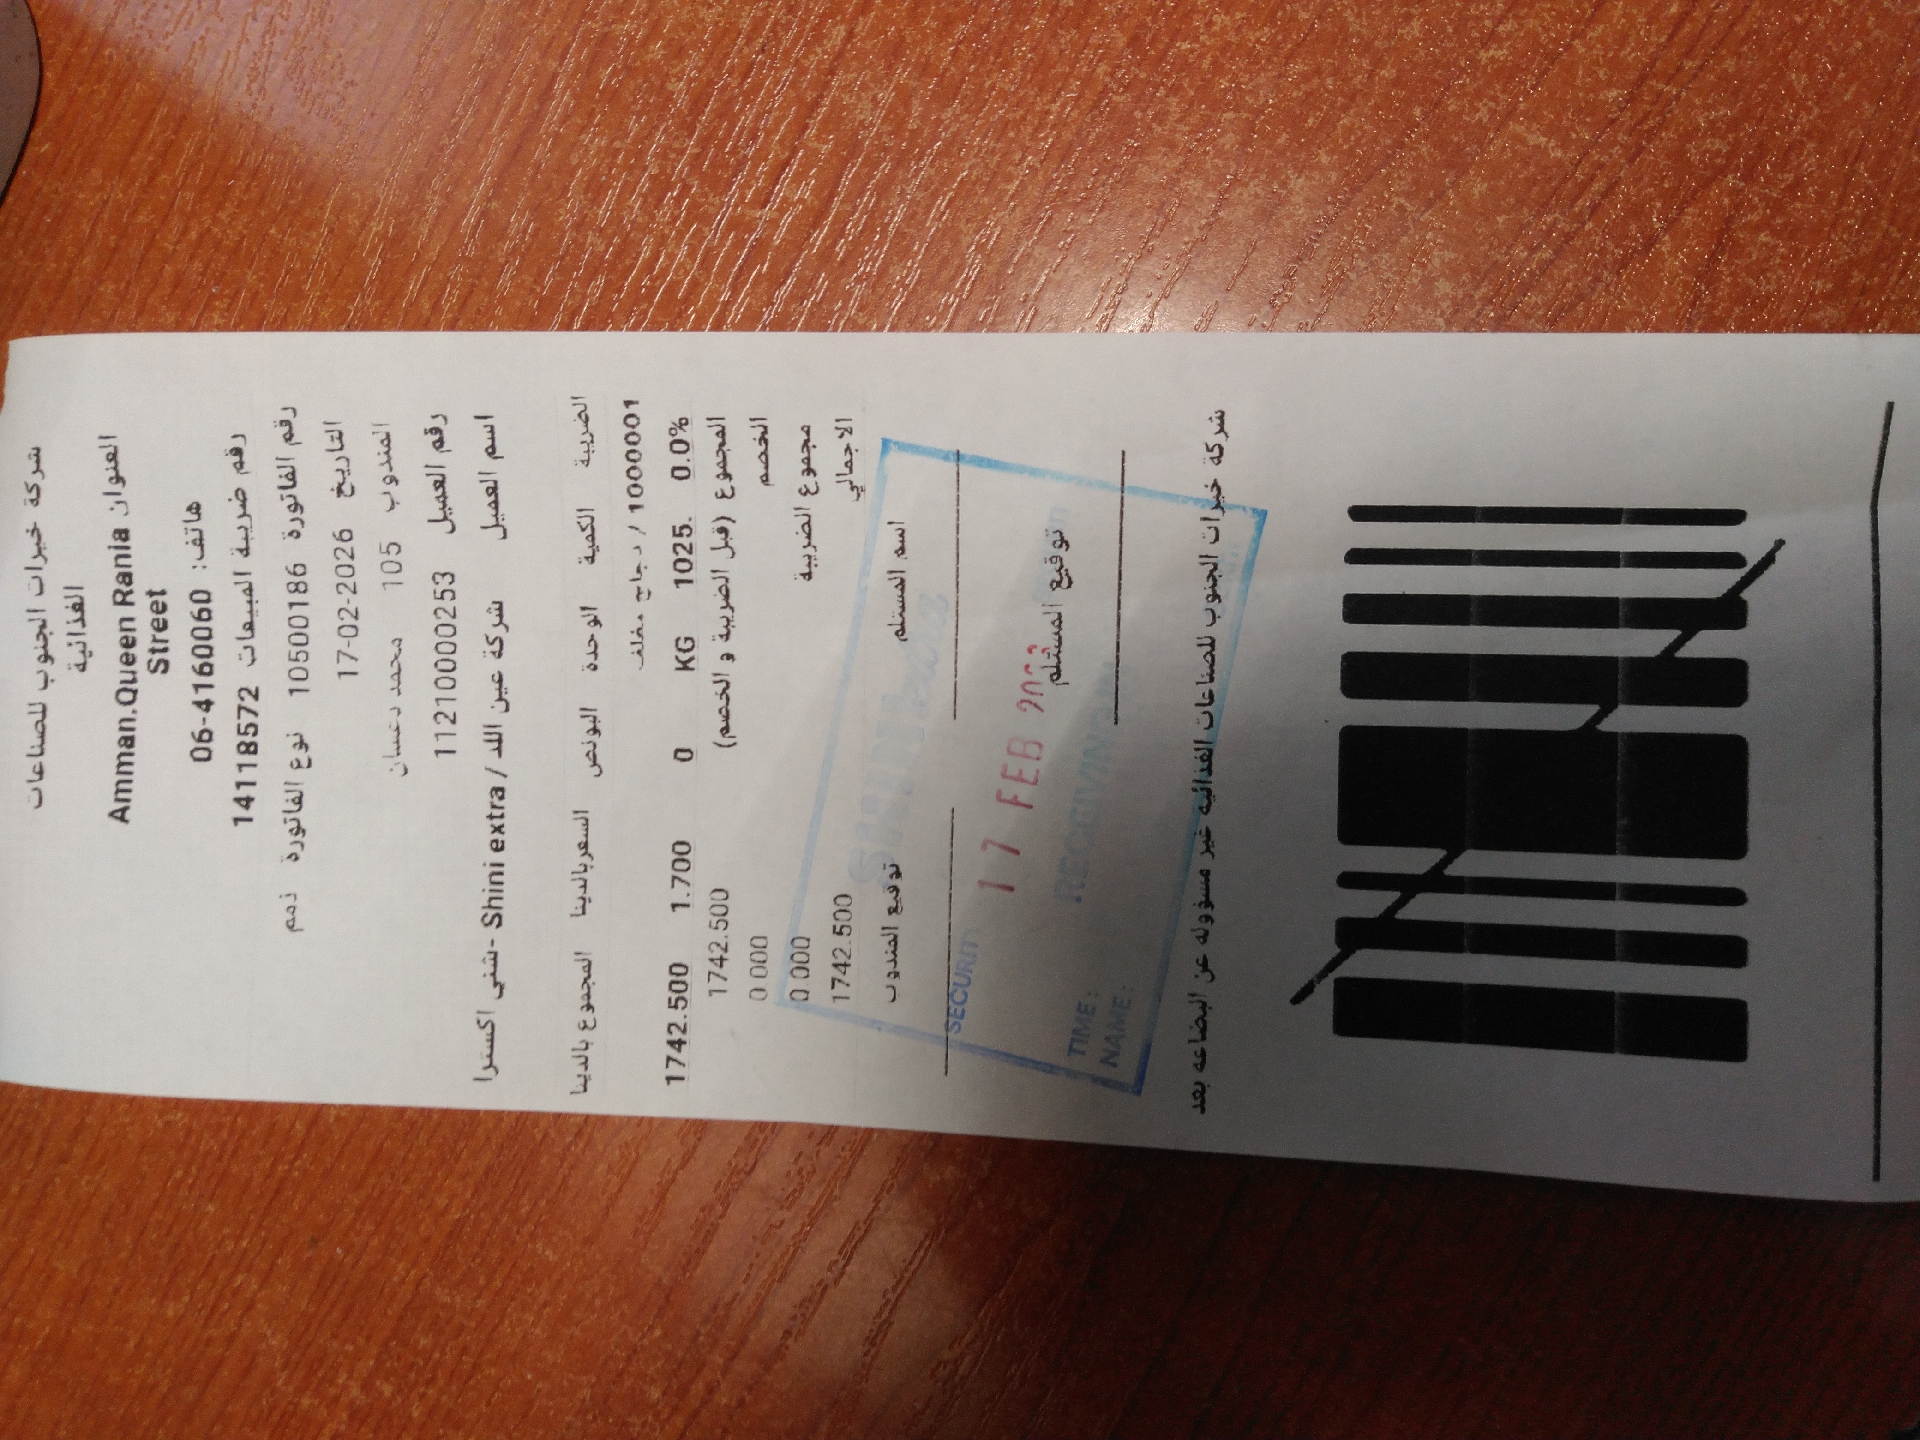 شركة خيرات الجنوب للصناعات
الغذائية
العنوان Amman.Queen Rania
Street
هاتف: 06-4160060
رقم ضريبة المبيعات 14118572
رقم الفاتورة 10500186 نوع الفاتورة ذمم
التاريخ 17-02-2026
المندوب 105 محمد دعسان
رقم العميل 11210000253
اسم العميل شركة عين اللد / Shini extra -شني اكسترا
الضريبة الكمية الوحدة البونص السعربالدينا المجموع بالدينا
1000001 / دجاج مغلف
0.0% 1025. KG 0 1.700 1742.500
المجموع (قبل الضريبة و الخصم) 1742.500
الخصم 0.000
مجموع الضريبة 0.000
الاجمالي 1742.500
اسم المستلم توقيع المندوب
SECURITY
17 FEB
توقيع المستلم
RECEIVING
TIME:
NAME:
شركة خيرات الجنوب للصناعات الغذائيه غير مسؤوله عن البضاعه بعد